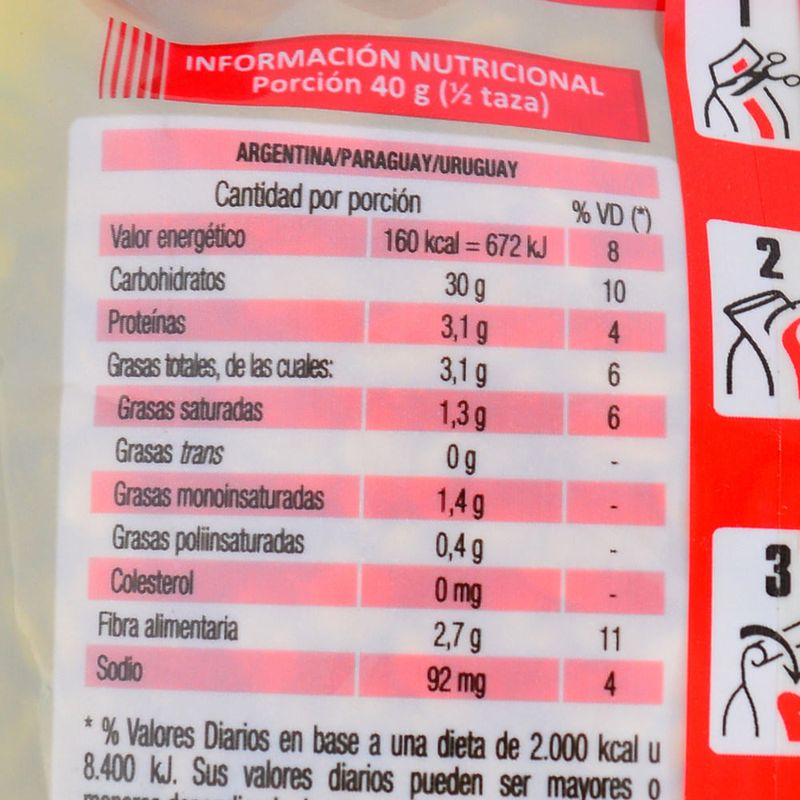 INFORMACIÓN NUTRICIONAL
Porción 40 g (½ taza)
1
ARGENTINA/PARAGUAY/URUGUAY
Cantidad por porción % VD (*)
Valor energético 160 kcal = 672 kJ 8
Carbohidratos 30 g 10
Proteínas 3,1 g 4
Grasas totales, de las cuales: 3,1 g 6
Grasas saturadas 1,3 g 6
Grasas trans 0 g -
Grasas monoinsaturadas 1,4 g -
Grasas poliinsaturadas 0,4 g -
Colesterol 0 mg -
Fibra alimentaria 2,7 g 11
Sodio 92 mg 4
* % Valores Diarios en base a una dieta de 2.000 kcal u
8.400 kJ. Sus valores diarios pueden ser mayores o
2
3